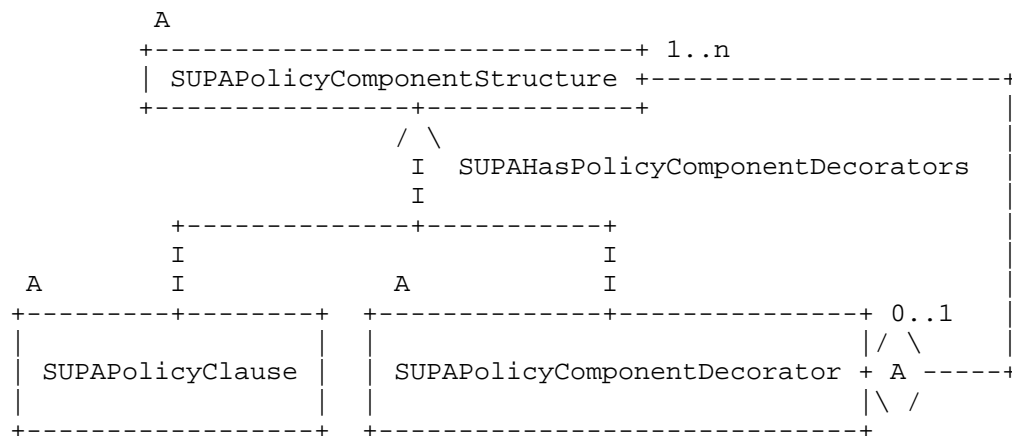 A
1..n
SUPAPolicyComponentStructure
SUPAHasPolicyComponentDecorators
A A
0..1
SUPAPolicyClause SUPAPolicyComponentDecorator A